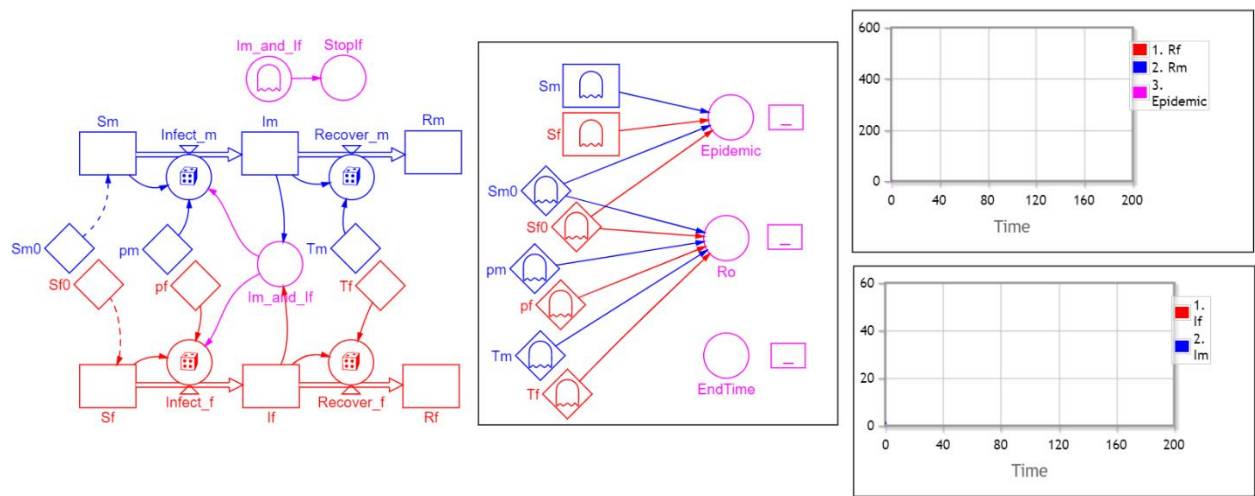 Im_and_If
StopIf
Sm
Infect_m
Im
Recover_m
Rm
Sm0
pm
Tm
Sf0
pf
Im_and_If
Tf
Sf
Infect_f
If
Recover_f
Rf
Sm
Sf
Epidemic
_
Sm0
Sf0
pm
Ro
_
pf
Tm
EndTime
_
Tf
600
400
200
0
0
40
80
120
160
200
Time
1. Rf
2. Rm
3.
Epidemic
60
40
20
0
0
40
80
120
160
200
Time
1.
If
2.
Im